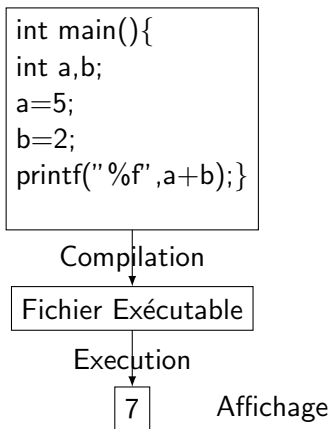 int main(){
int a,b;
a=5;
b=2;
printf(”%f”,a+b);}
Compilation
Fichier Exécutable
Execution
7 Affichage